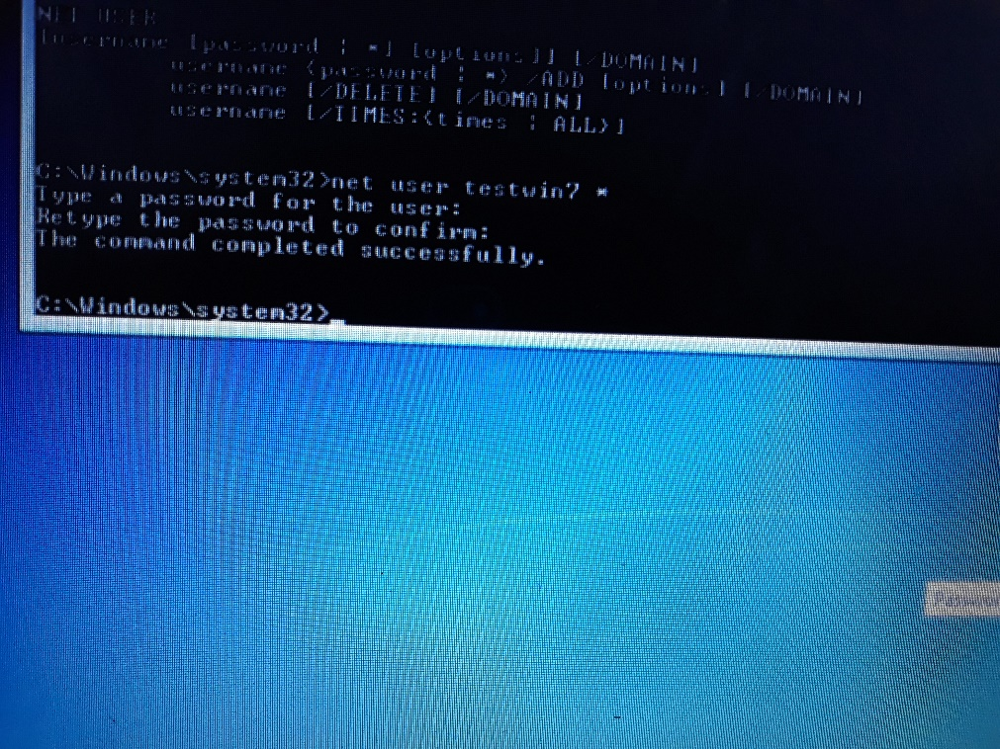 NET USER
[username [password | *] [options]] [/DOMAIN]
username {password | *} /ADD [options] [/DOMAIN]
username [/DELETE] [/DOMAIN]
username [/TIMES:{times | ALL}]
C:\Windows\system32>net user testwin7 *
Type a password for the user:
Retype the password to confirm:
The command completed successfully.
C:\Windows\system32>_